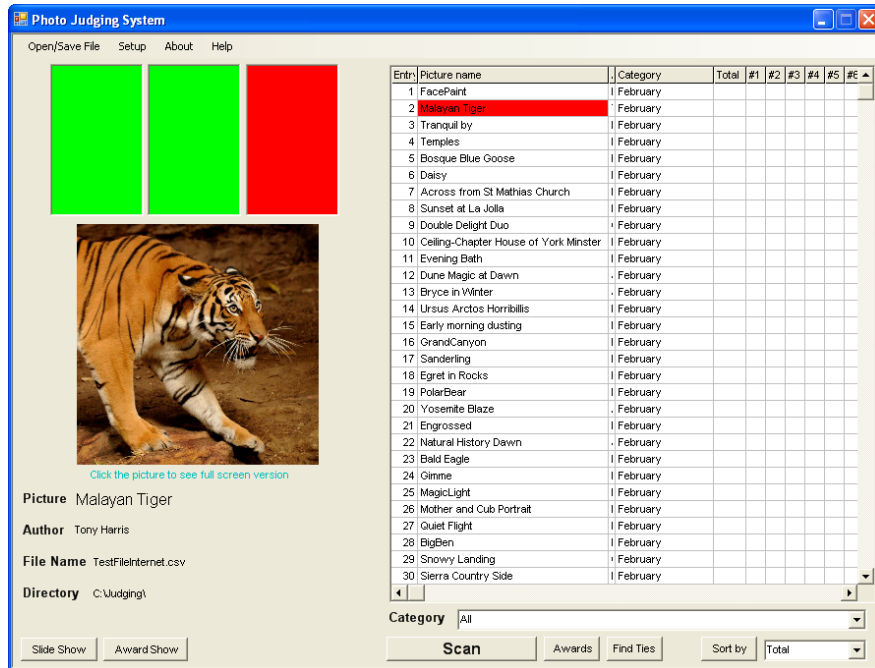 Photo Judging System
Open/Save File Setup About Help
Entry Picture name Category Total #1 #2 #3 #4 #5 #6
1 FacePaint February
2 Malayan Tiger February
3 Tranquil by February
4 Temples February
5 Bosque Blue Goose February
6 Daisy February
7 Across from St Mathias Church February
8 Sunset at La Jolla February
9 Double Delight Duo February
10 Ceiling-Chapter House of York Minster February
11 Evening Bath February
12 Dune Magic at Dawn February
13 Bryce in Winter February
14 Ursus Arctos Horribillis February
15 Early morning dusting February
16 GrandCanyon February
17 Sanderling February
18 Egret in Rocks February
19 PolarBear February
20 Yosemite Blaze February
21 Engrossed February
22 Natural History Dawn February
23 Bald Eagle February
24 Gimme February
25 MagicLight February
26 Mother and Cub Portrait February
27 Quiet Flight February
28 BigBen February
29 Snowy Landing February
30 Sierra Country Side February
Click the picture to see full screen version
Picture Malayan Tiger
Author Tony Harris
File Name TestFileInternet.csv
Directory C:\Judging\
Category All
Slide Show Award Show Scan Awards Find Ties Sort by Total